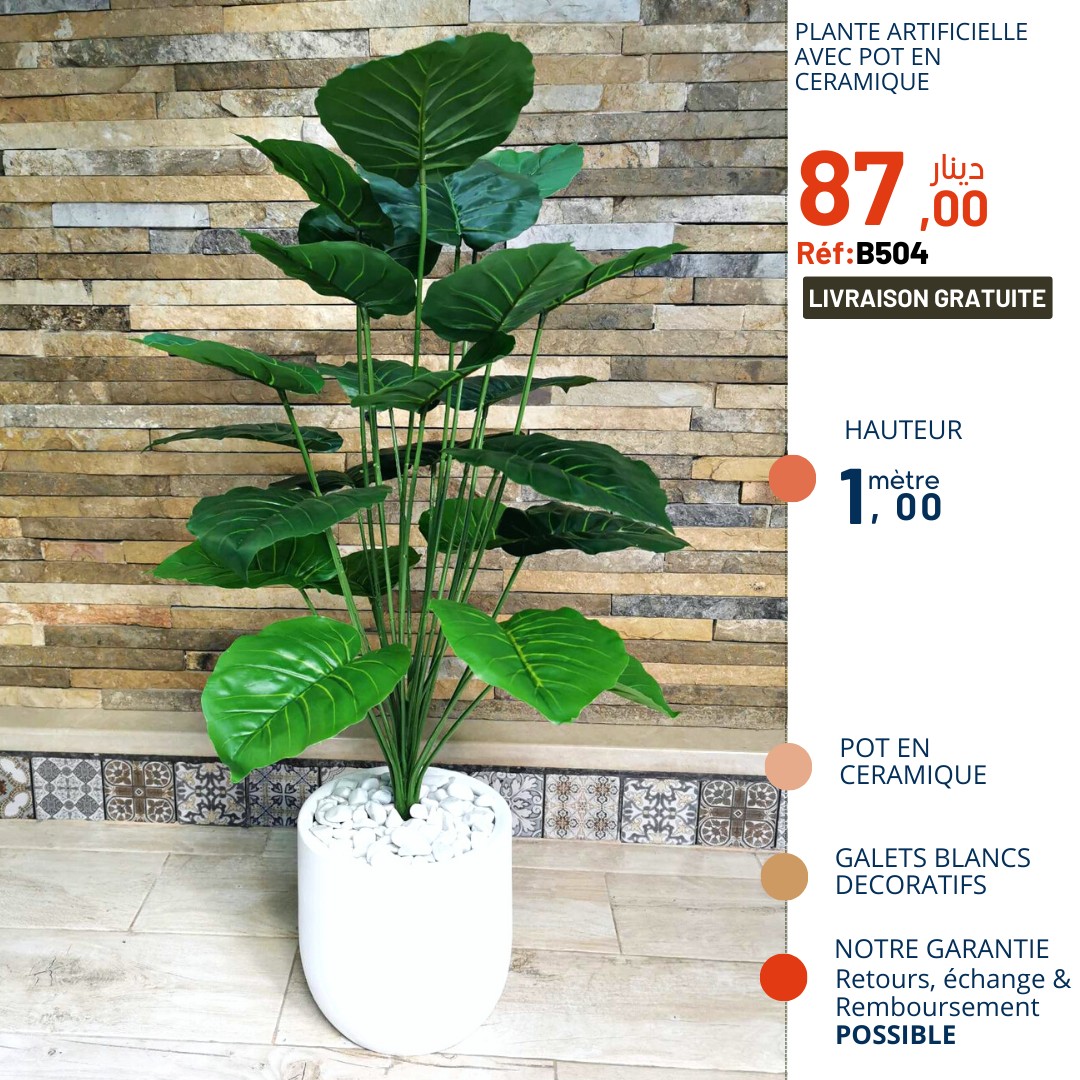 PLANTE ARTIFICIELLE
AVEC POT EN
CERAMIQUE
87,00 دينار
Réf:B504
LIVRAISON GRATUITE
HAUTEUR
1,00 mètre
POT EN
CERAMIQUE
GALETS BLANCS
DECORATIFS
NOTRE GARANTIE
Retours, échange &
Remboursement
POSSIBLE